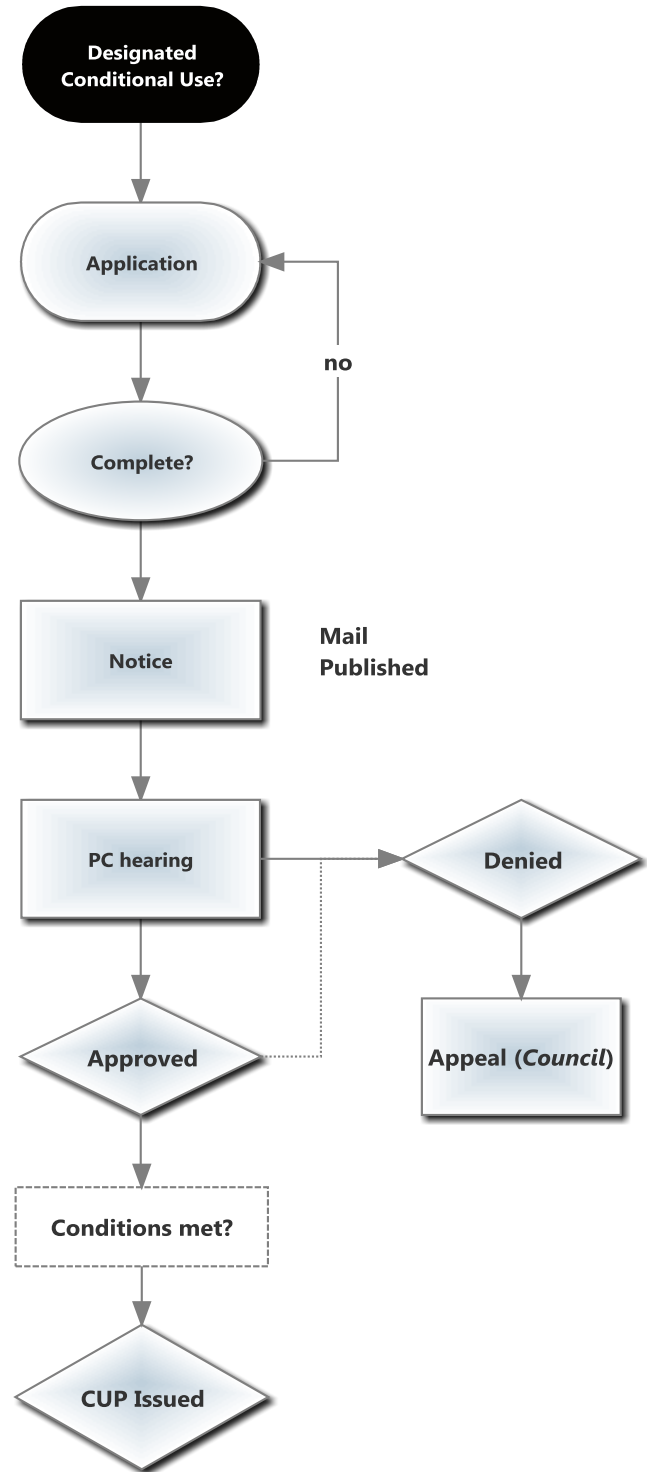 Designated
Conditional Use?
Application
no
Complete?
Notice
Mail
Published
PC hearing
Denied
Approved
Appeal (Council)
Conditions met?
CUP Issued